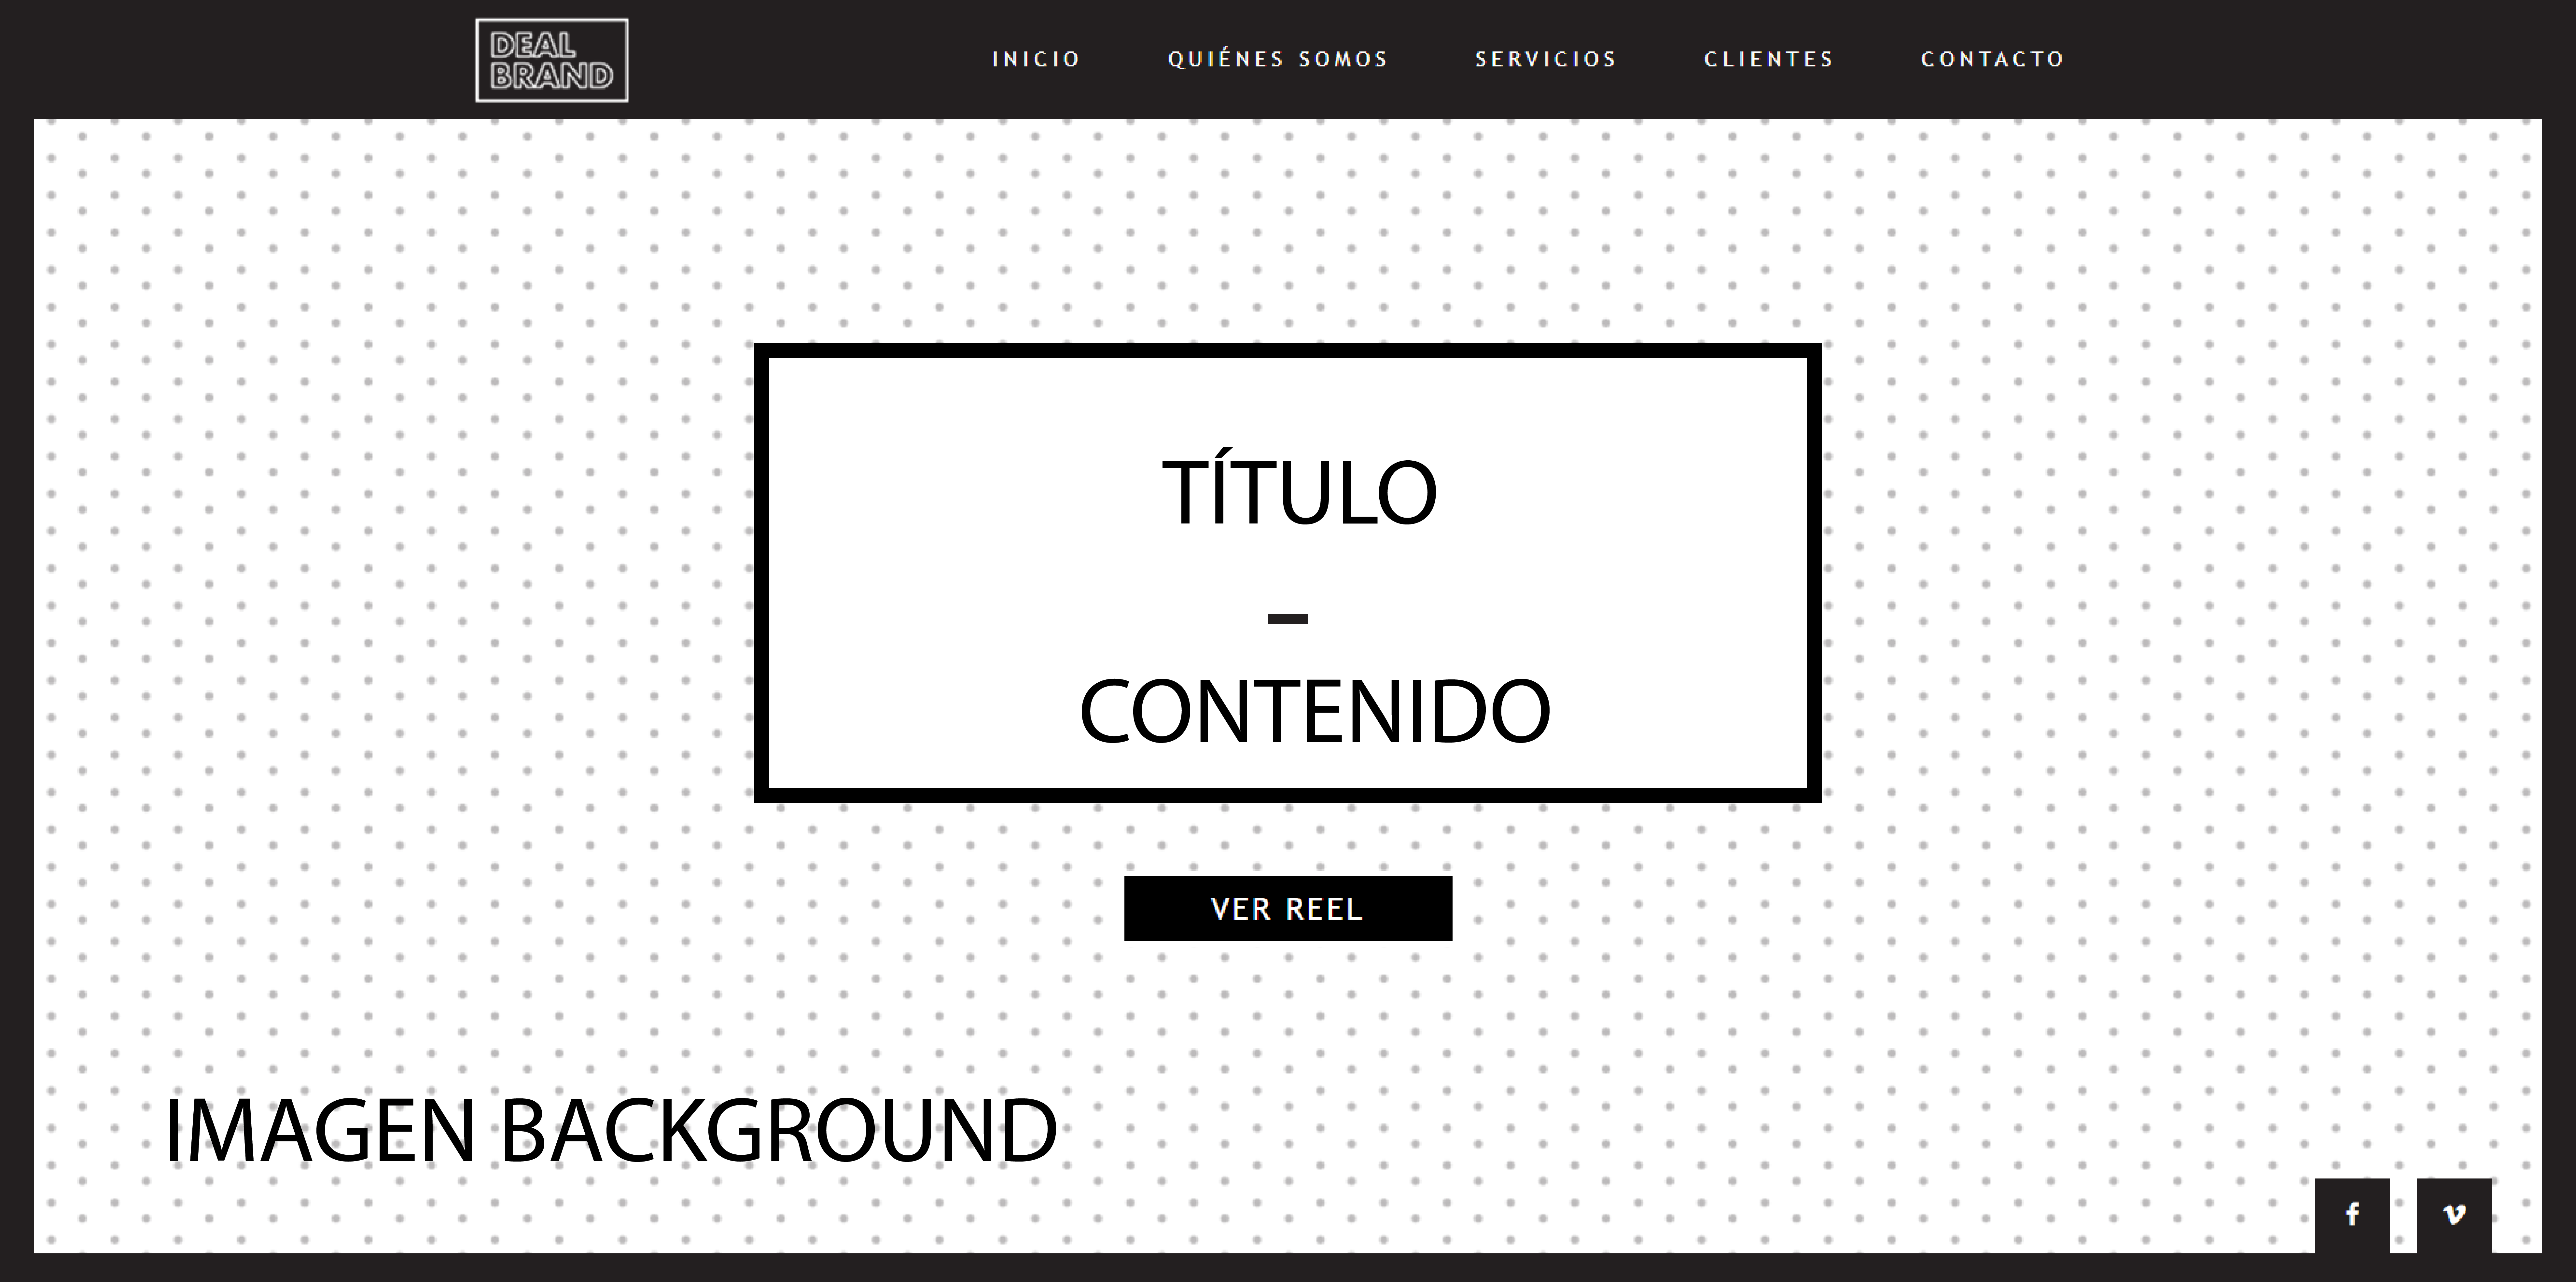 DEAL
BRAND
INICIO QUIÉNES SOMOS SERVICIOS CLIENTES CONTACTO
TÍTULO
–
CONTENIDO
VER REEL
IMAGEN BACKGROUND
f v